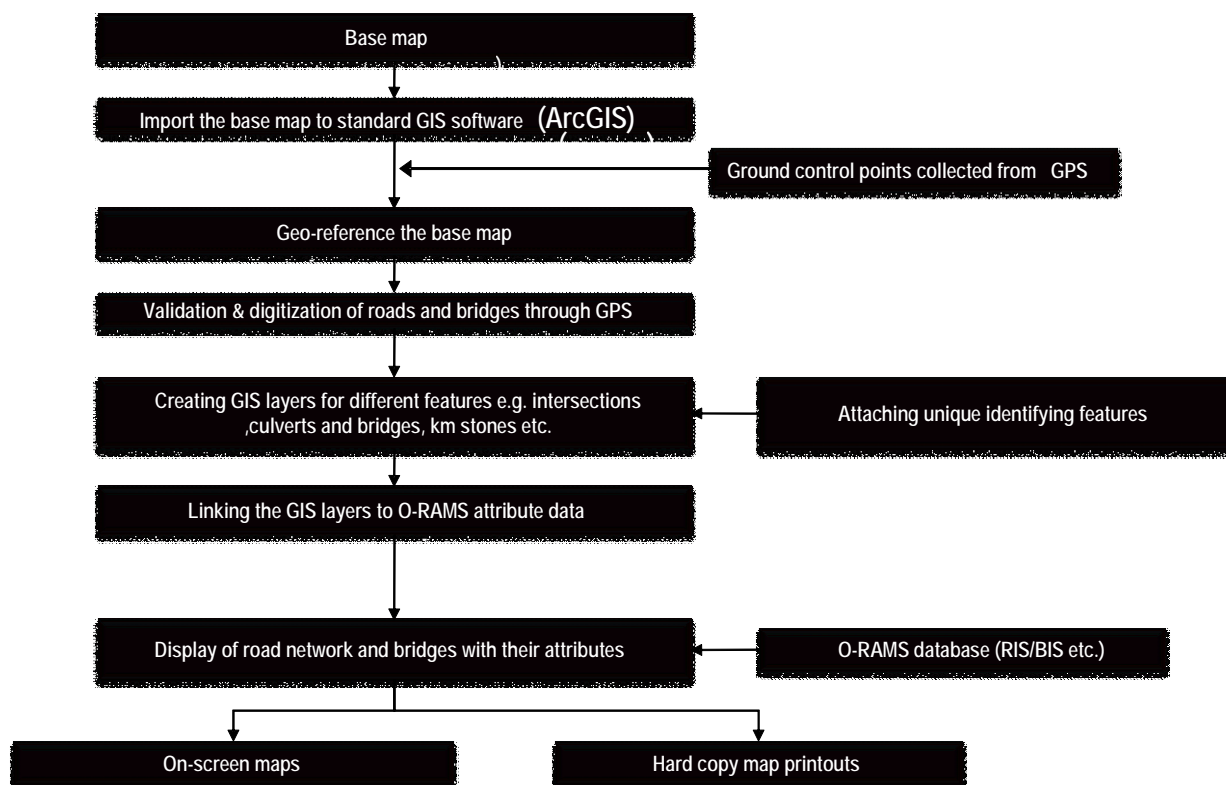 Base map
Import the base map to standard GIS software (ArcGIS)
Ground control points collected from GPS
Geo-reference the base map
Validation & digitization of roads and bridges through GPS
Creating GIS layers for different features e.g. intersections
,culverts and bridges, km stones etc.
Attaching unique identifying features
Linking the GIS layers to O-RAMS attribute data
Display of road network and bridges with their attributes
O-RAMS database (RIS/BIS etc.)
On-screen maps
Hard copy map printouts